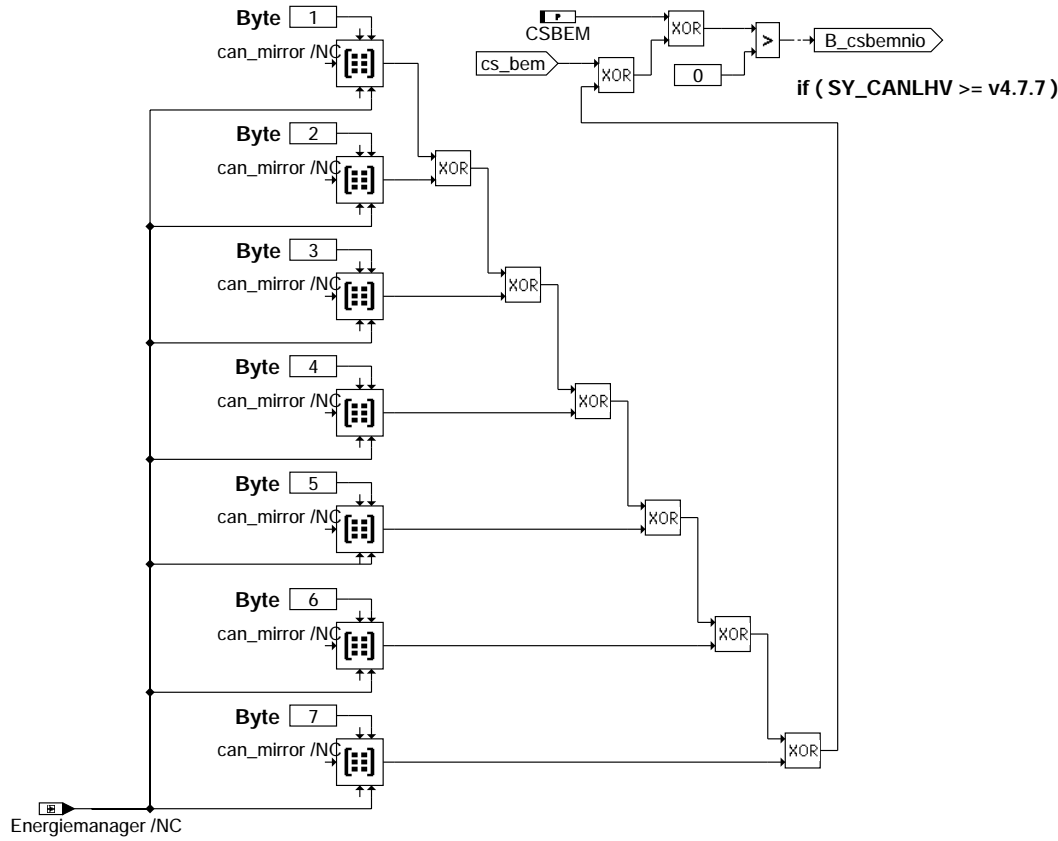 Byte 1
can_mirror /NC
P
CSBEM
XOR
>
B_csbemnio
cs_bem
XOR
0
if ( SY_CANLHV >= v4.7.7 )
Byte 2
can_mirror /NC
XOR
Byte 3
can_mirror /NC
XOR
Byte 4
can_mirror /NC
XOR
Byte 5
can_mirror /NC
XOR
Byte 6
can_mirror /NC
XOR
Byte 7
can_mirror /NC
XOR
Energiemanager /NC